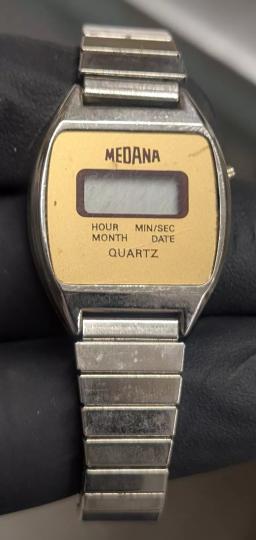 MEDANA
HOUR MIN/SEC
MONTH DATE
QUARTZ